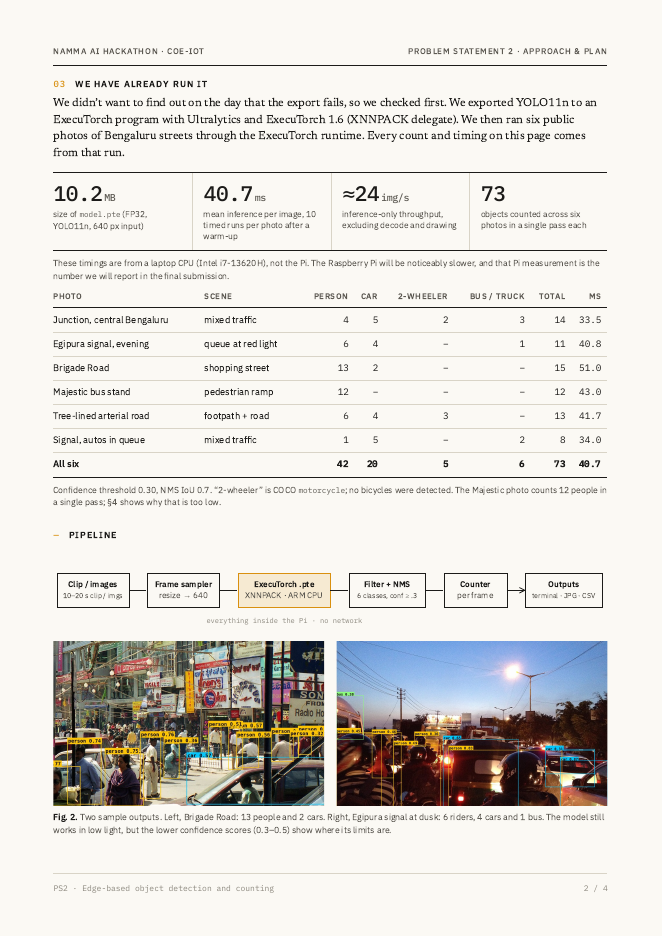 NAMMA AI HACKATHON · COE-IOT
PROBLEM STATEMENT 2 · APPROACH & PLAN
03 WE HAVE ALREADY RUN IT
We didn't want to find out on the day that the export fails, so we checked first. We exported YOLO11n to an
ExecuTorch program with Ultralytics and ExecuTorch 1.6 (XNNPACK delegate). We then ran six public
photos of Bengaluru streets through the ExecuTorch runtime. Every count and timing on this page comes
from that run.
10.2 MB
size of model.pte (FP32,
YOLO11n, 640 px input)
40.7 ms
mean inference per image, 10
timed runs per photo after a
warm-up
≈24 img/s
inference-only throughput,
excluding decode and drawing
73
objects counted across six
photos in a single pass each
These timings are from a laptop CPU (Intel i7-13620H), not the Pi. The Raspberry Pi will be noticeably slower, and that Pi measurement is the
number we will report in the final submission.
PHOTO SCENE PERSON CAR 2-WHEELER BUS / TRUCK TOTAL MS
Junction, central Bengaluru mixed traffic 4 5 2 3 14 33.5
Egipura signal, evening queue at red light 6 4 – 1 11 40.8
Brigade Road shopping street 13 2 – – 15 51.0
Majestic bus stand pedestrian ramp 12 – – – 12 43.0
Tree-lined arterial road footpath + road 6 4 3 – 13 41.7
Signal, autos in queue mixed traffic 1 5 – 2 8 34.0
All six 42 20 5 6 73 40.7
Confidence threshold 0.30, NMS IoU 0.7. "2-wheeler" is COCO motorcycle; no bicycles were detected. The Majestic photo counts 12 people in
a single pass; §4 shows why that is too low.
— PIPELINE
Clip / images
10–20 s clip / imgs
Frame sampler
resize → 640
ExecuTorch .pte
XNNPACK · ARM CPU
Filter + NMS
6 classes, conf ≥ .3
Counter
per frame
Outputs
terminal · JPG · CSV
everything inside the Pi · no network
person 0.74
person 0.75
person 0.76
Fig. 2. Two sample outputs. Left, Brigade Road: 13 people and 2 cars. Right, Egipura signal at dusk: 6 riders, 4 cars and 1 bus. The model still
works in low light, but the lower confidence scores (0.3–0.5) show where its limits are.
PS2 · Edge-based object detection and counting
2 / 4